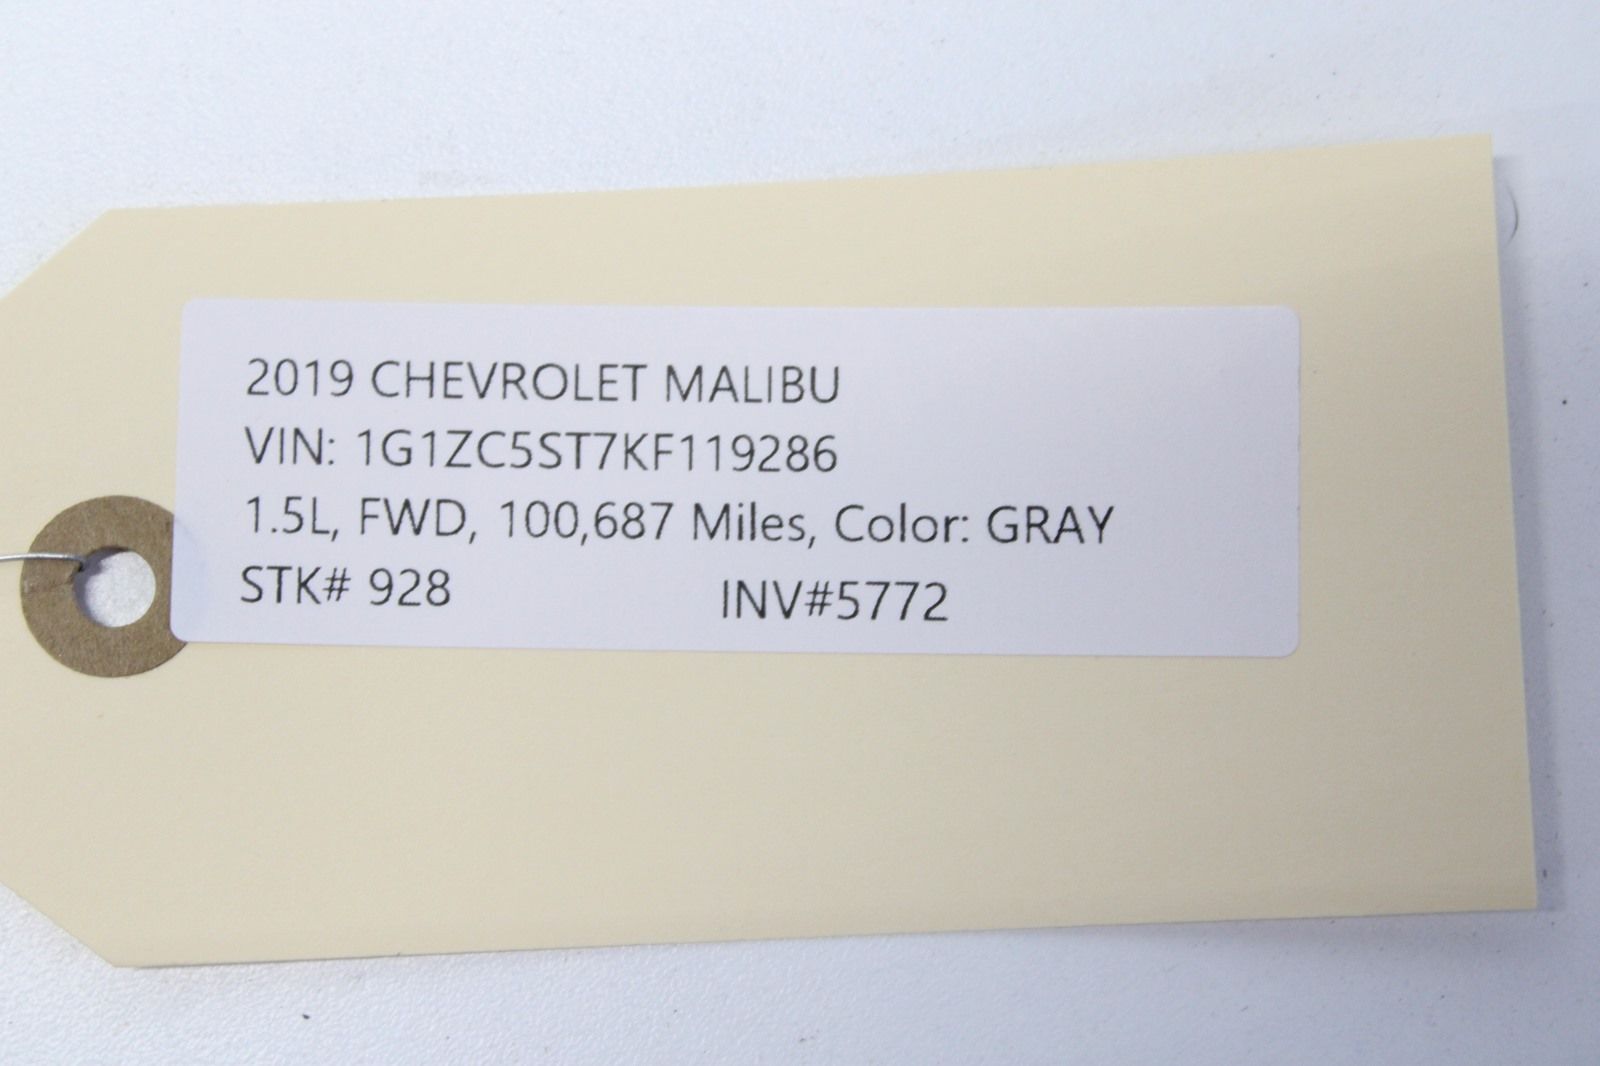 2019 CHEVROLET MALIBU
VIN: 1G1ZC5ST7KF119286
1.5L, FWD, 100,687 Miles, Color: GRAY
STK# 928 INV#5772